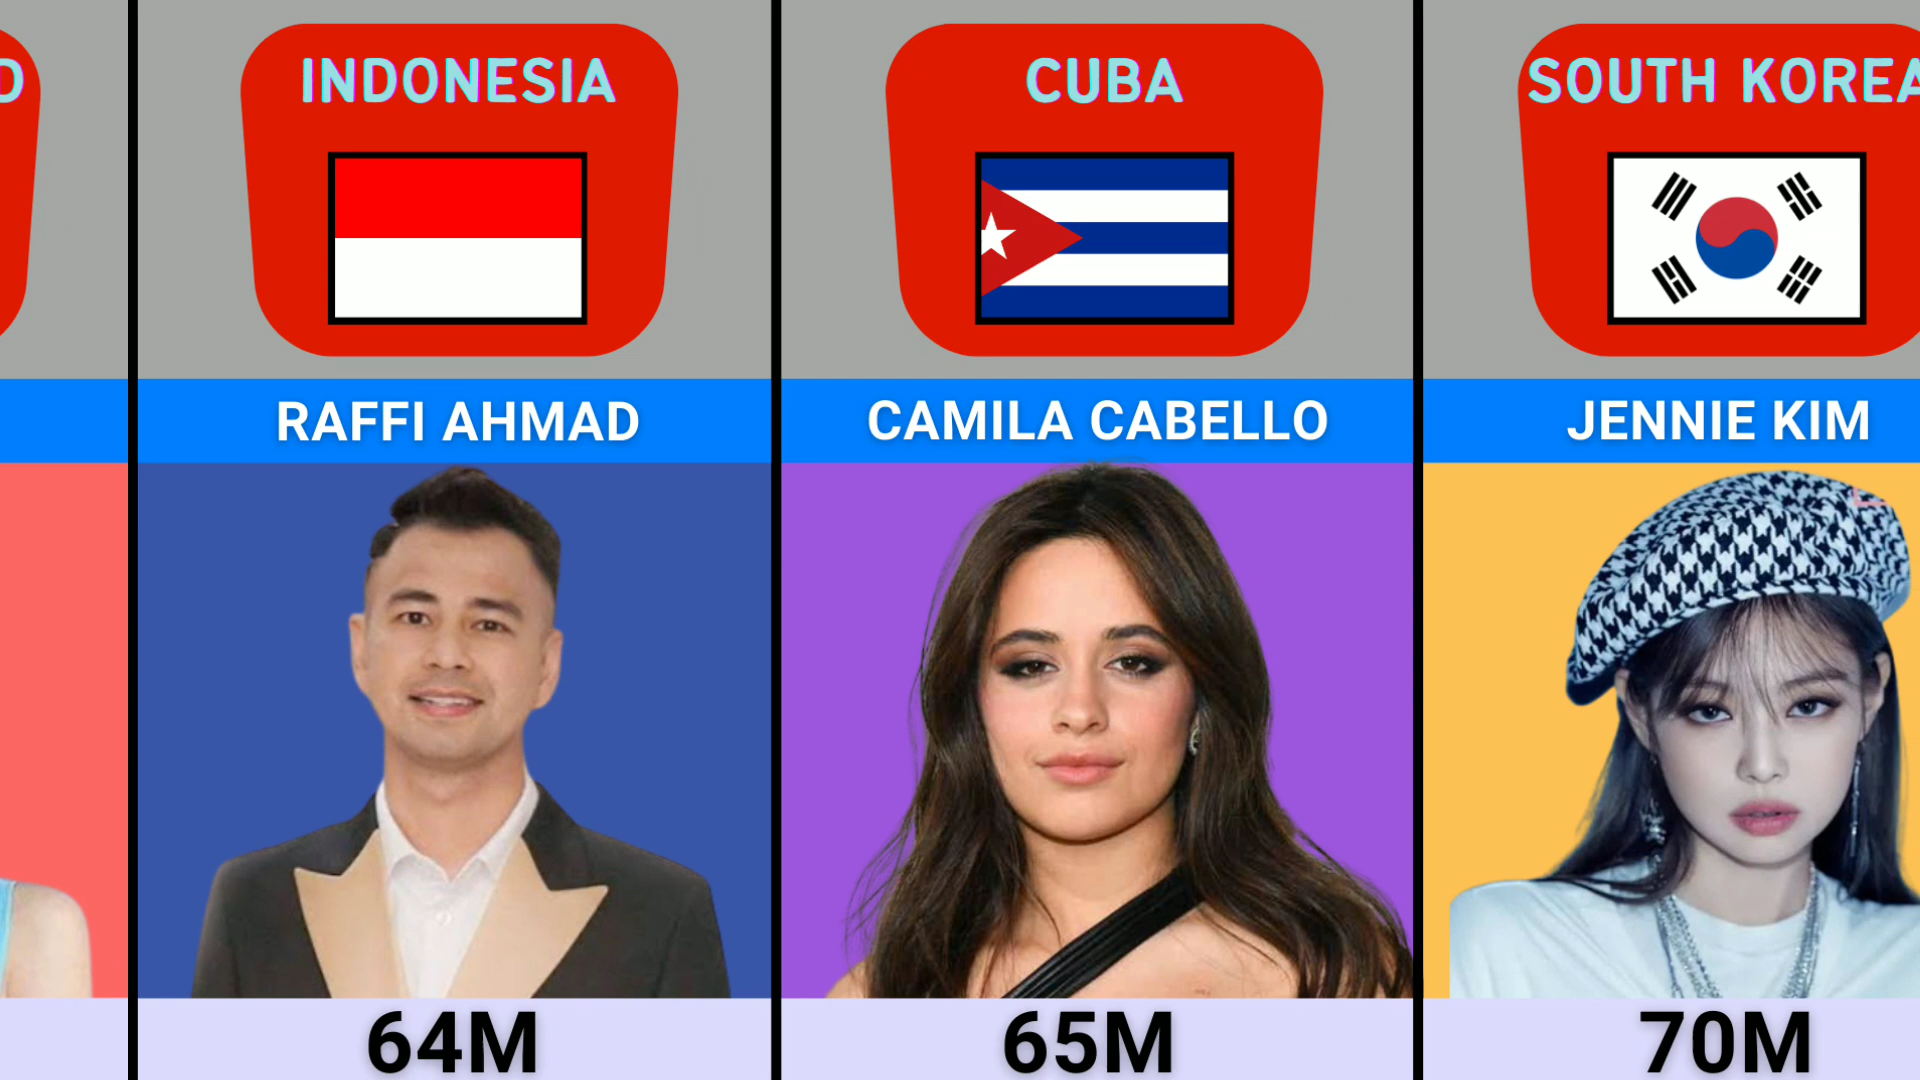 D
INDONESIA
CUBA
SOUTH KOREA
RAFFI AHMAD
CAMILA CABELLO
JENNIE KIM
64M
65M
70M